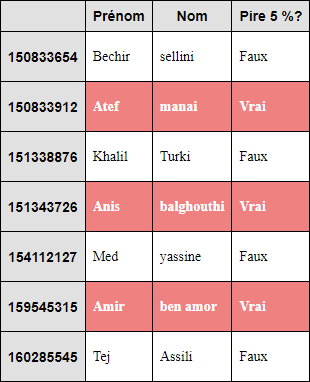 Prénom Nom Pire 5 %?
150833654 Bechir sellini Faux
150833912 Atef manai Vrai
151338876 Khalil Turki Faux
151343726 Anis balghouthi Vrai
154112127 Med yassine Faux
159545315 Amir ben amor Vrai
160285545 Tej Assili Faux